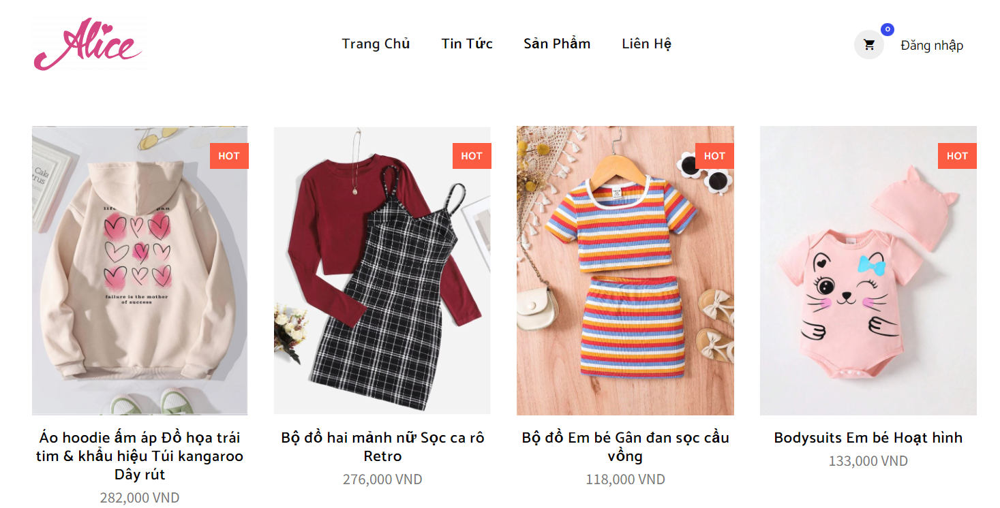 Alice
Trang Chủ Tin Tức Sản Phẩm Liên Hệ
0
Đăng nhập
HOT
HOT
HOT
HOT
failure is the mother
of success
Áo hoodie ấm áp Đồ họa trái
tim & khẩu hiệu Túi kangaroo
Dây rút
282,000 VND
Bộ đồ hai mảnh nữ Sọc ca rô
Retro
276,000 VND
Bộ đồ Em bé Gân đan sọc cầu
vồng
118,000 VND
Bodysuits Em bé Hoạt hình
133,000 VND